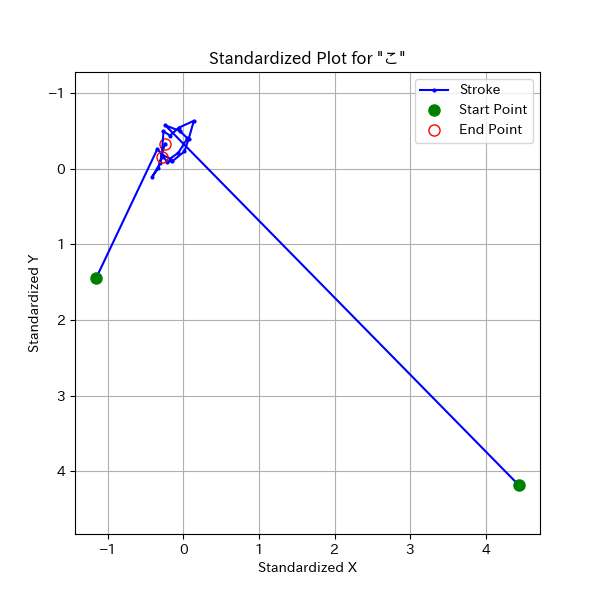 Standardized Plot for "こ"
Stroke
Start Point
End Point
Standardized Y
−1
0
1
2
3
4
−1 0 1 2 3 4
Standardized X